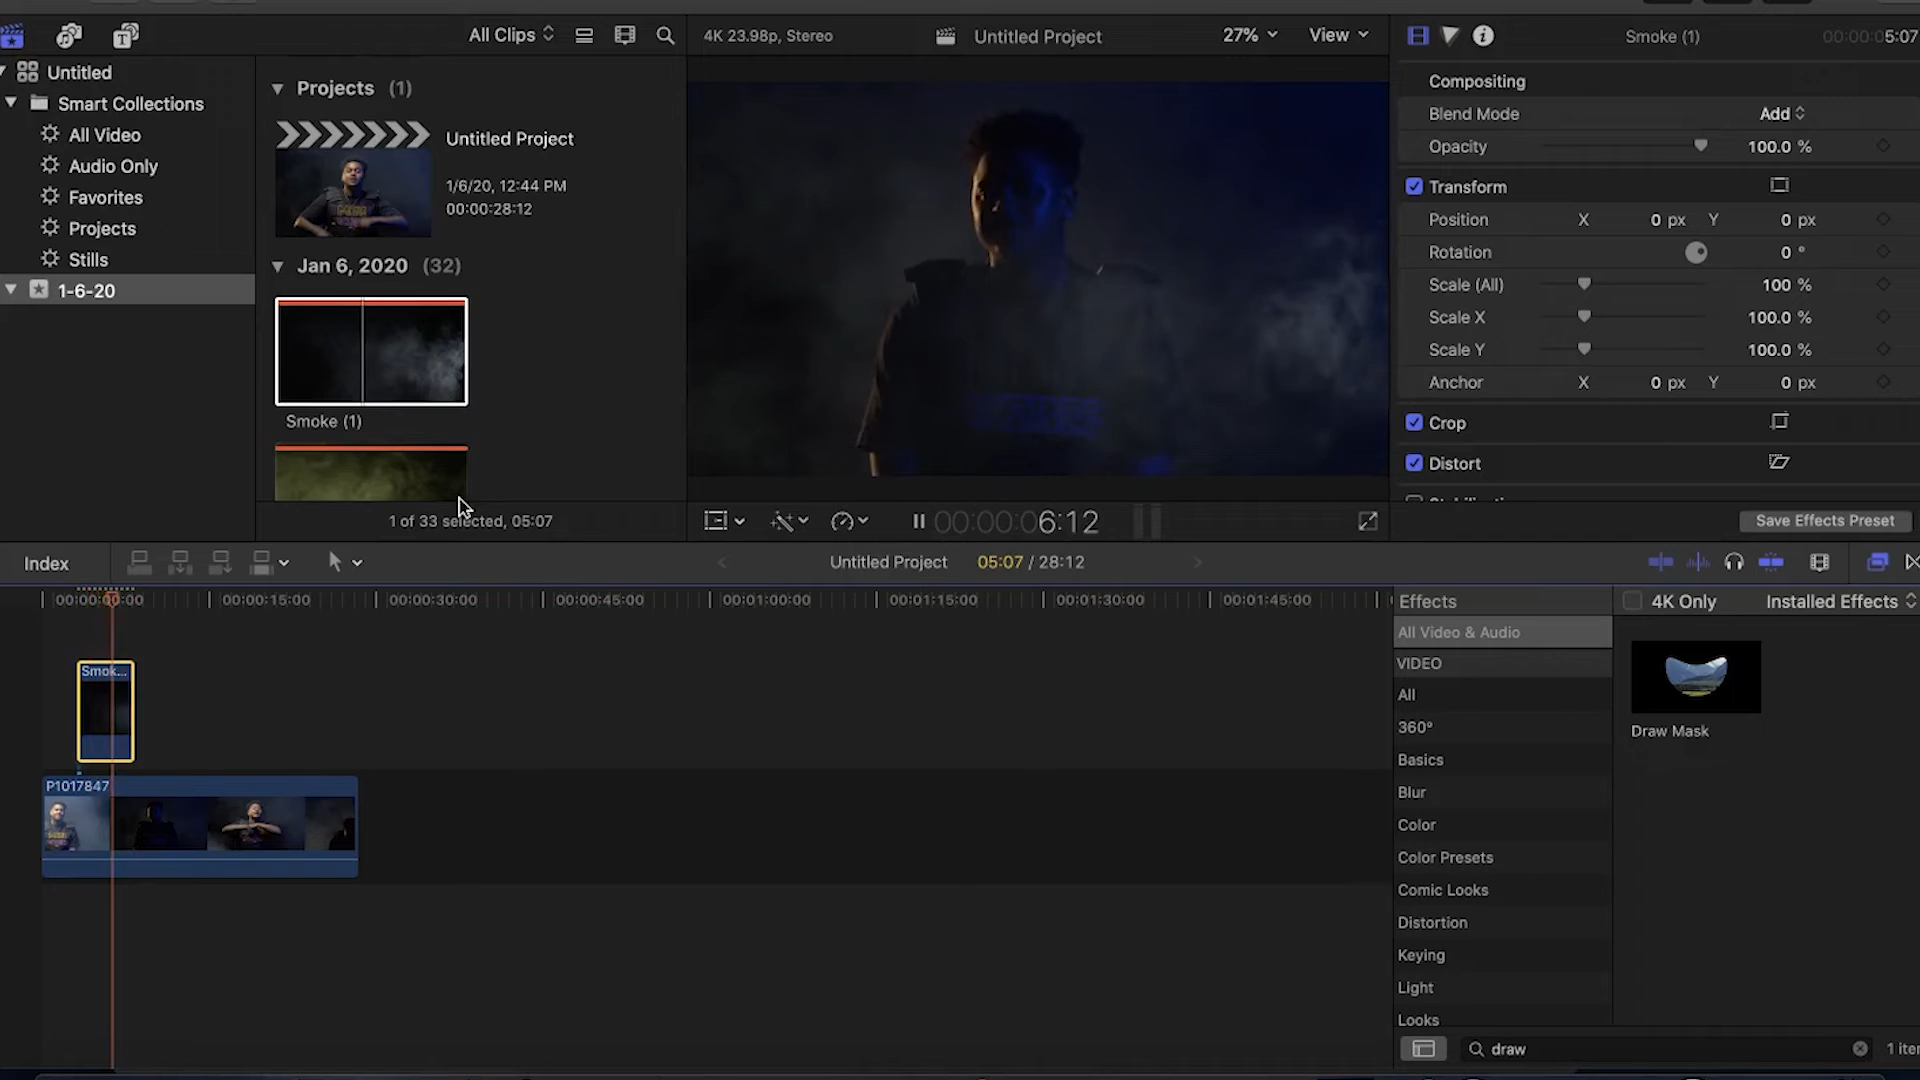 All Clips
4K 23.98p, Stereo
Untitled Project
27%
View
Smoke (1)
00:00:05:07
Untitled
Smart Collections
All Video
Audio Only
Favorites
Projects
Stills
1-6-20
Projects (1)
Untitled Project
1/6/20, 12:44 PM
00:00:28:12
Jan 6, 2020 (32)
Smoke (1)
1 of 33 selected, 05:07
00:00:06:12
Compositing
Blend Mode Add
Opacity 100.0 %
Transform
Position X 0 px Y 0 px
Rotation 0 °
Scale (All) 100 %
Scale X 100.0 %
Scale Y 100.0 %
Anchor X 0 px Y 0 px
Crop
Distort
Save Effects Preset
Index
Untitled Project 05:07 / 28:12
00:00:00:00 00:00:15:00 00:00:30:00 00:00:45:00 00:01:00:00 00:01:15:00 00:01:30:00 00:01:45:00
Smok...
P1017847
Effects
4K Only
Installed Effects
All Video & Audio
VIDEO
All
360°
Basics
Blur
Color
Color Presets
Comic Looks
Distortion
Keying
Light
Looks
Draw Mask
draw